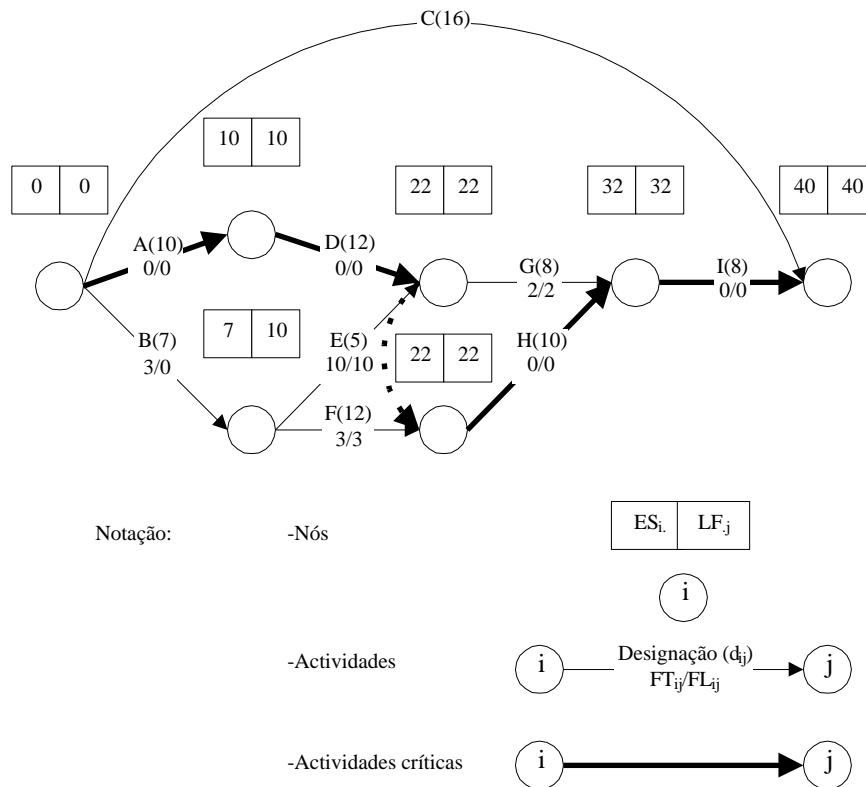 C(16)
10 10
0 0
22 22
32 32
40 40
A(10)
0/0
D(12)
0/0
G(8)
2/2
I(8)
0/0
B(7)
3/0
7 10
E(5)
10/10
22 22
H(10)
0/0
F(12)
3/3
Notação:
-Nós
ESi. LF.j
i
-Actividades
i
Designação (dij)
FTij/FLij
j
-Actividades críticas
i
j